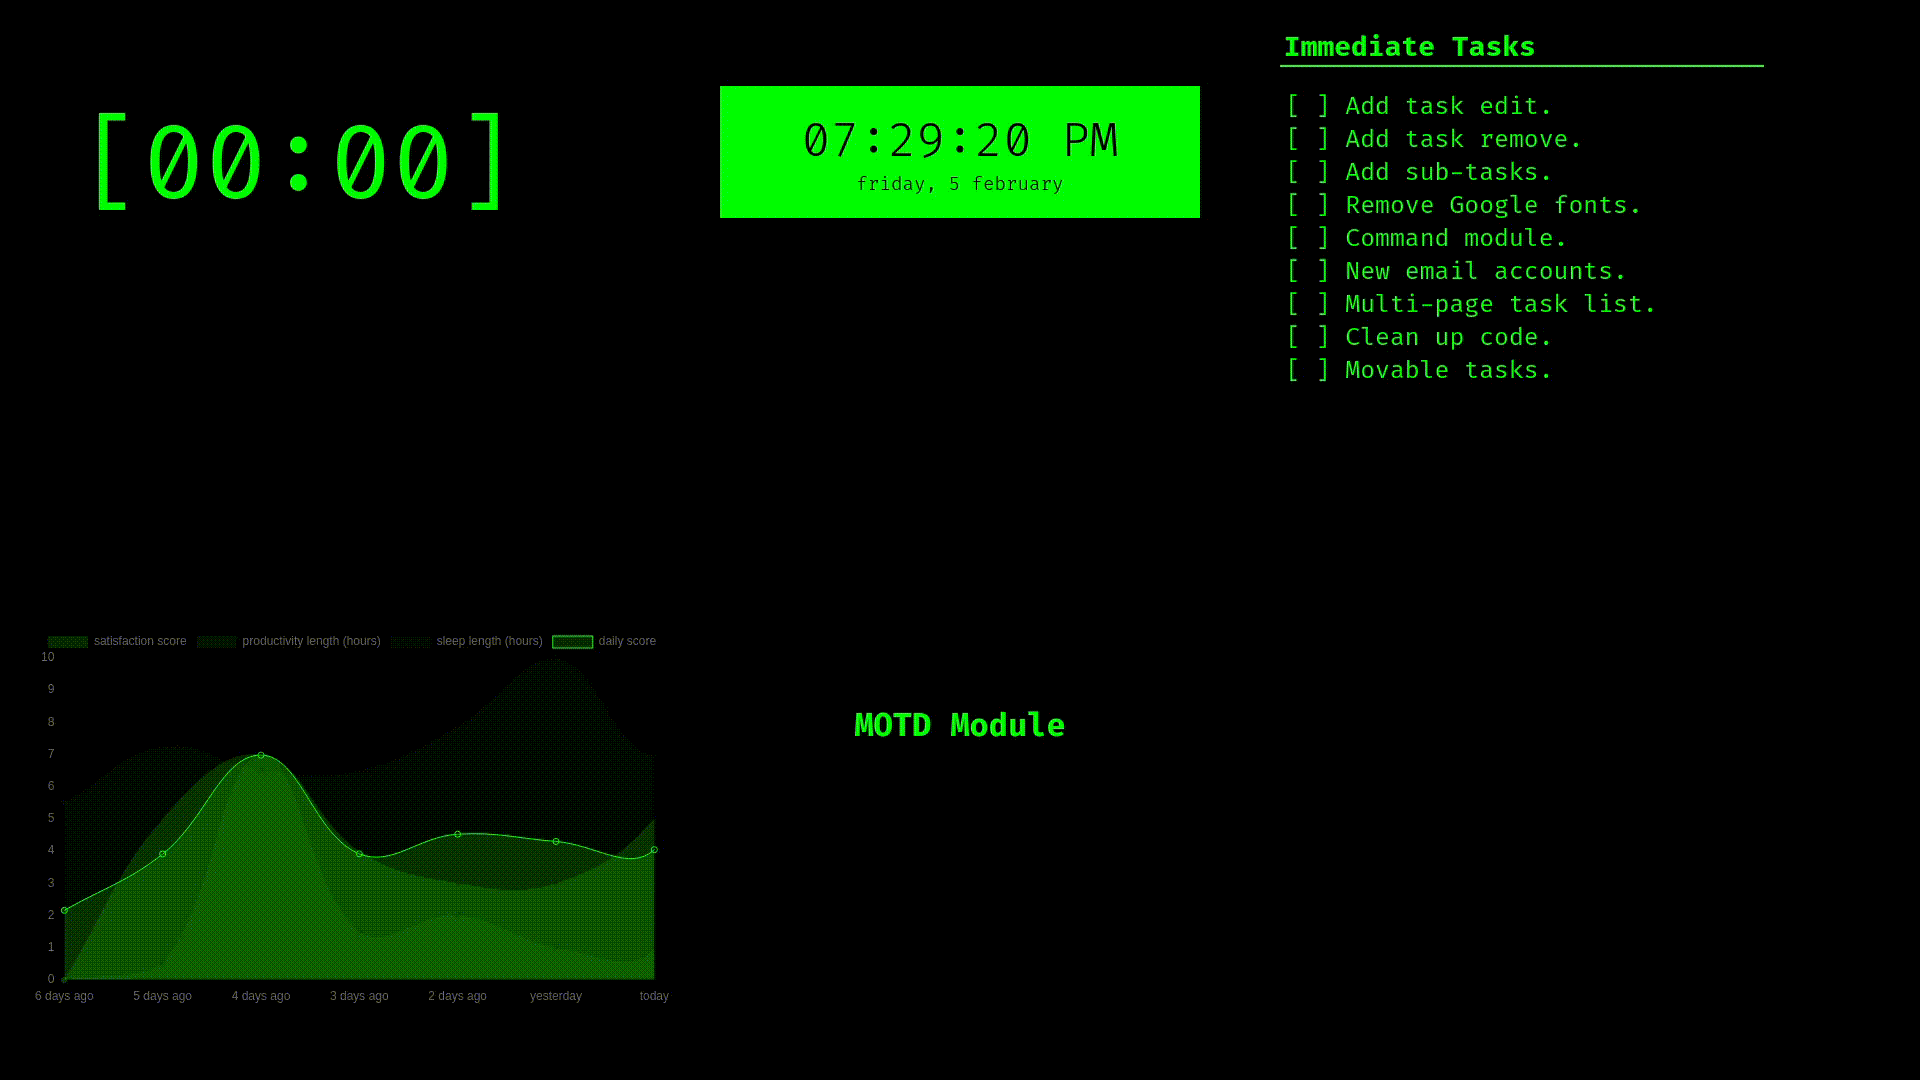 [00:00]
07:29:20 PM
friday, 5 february
Immediate Tasks
[ ] Add task edit.
[ ] Add task remove.
[ ] Add sub-tasks.
[ ] Remove Google fonts.
[ ] Command module.
[ ] New email accounts.
[ ] Multi-page task list.
[ ] Clean up code.
[ ] Movable tasks.
satisfaction score productivity length (hours) sleep length (hours) daily score
10
9
8
7
6
5
4
3
2
1
0
6 days ago 5 days ago 4 days ago 3 days ago 2 days ago yesterday today
MOTD Module